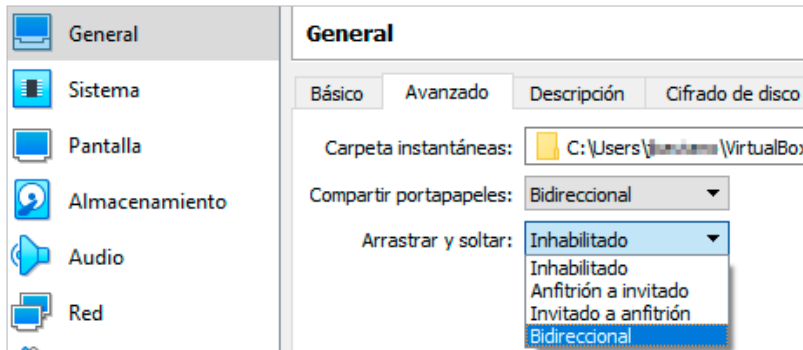 General
Sistema
Pantalla
Almacenamiento
Audio
Red
General
Básico Avanzado Descripción Cifrado de disco
Carpeta instantáneas: C:\Users\ \VirtualBox
Compartir portapapeles: Bidireccional
Arrastrar y soltar: Inhabilitado
Inhabilitado
Anfitrión a invitado
Invitado a anfitrión
Bidireccional